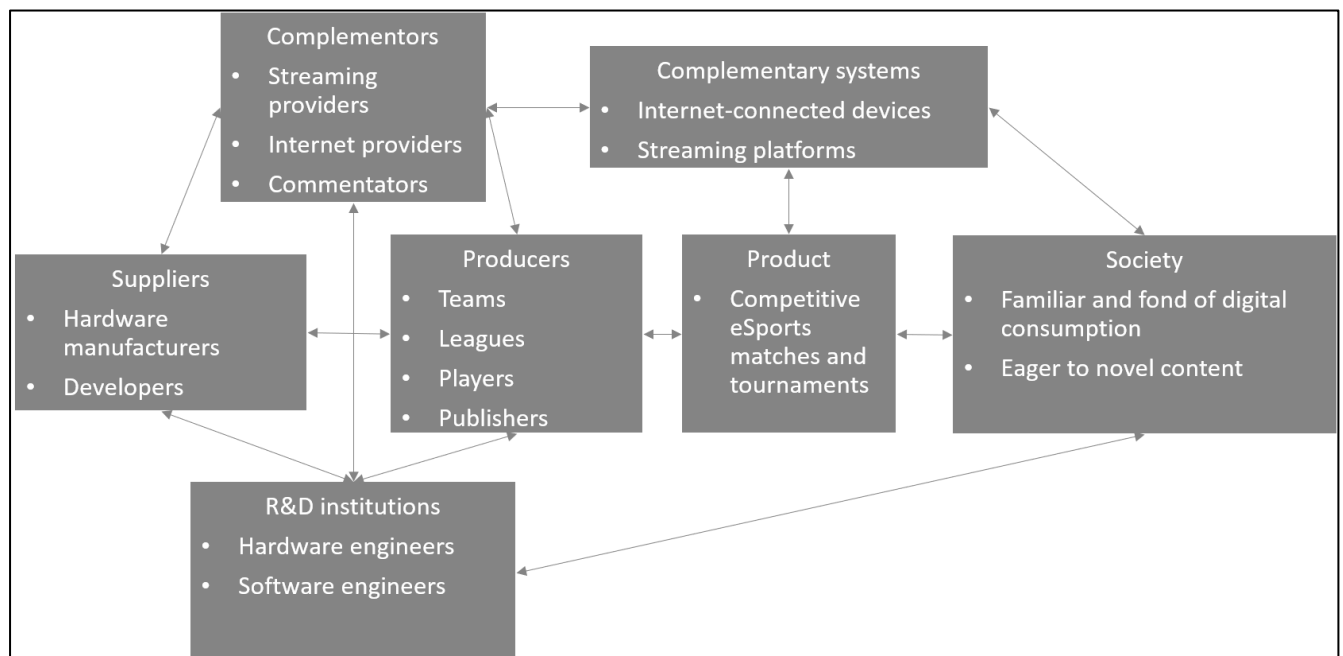 Complementors
• Streaming
providers
• Internet providers
• Commentators
Complementary systems
• Internet-connected devices
• Streaming platforms
Suppliers
• Hardware
manufacturers
• Developers
Producers
• Teams
• Leagues
• Players
• Publishers
Product
• Competitive
eSports
matches and
tournaments
Society
• Familiar and fond of digital
consumption
• Eager to novel content
R&D institutions
• Hardware engineers
• Software engineers